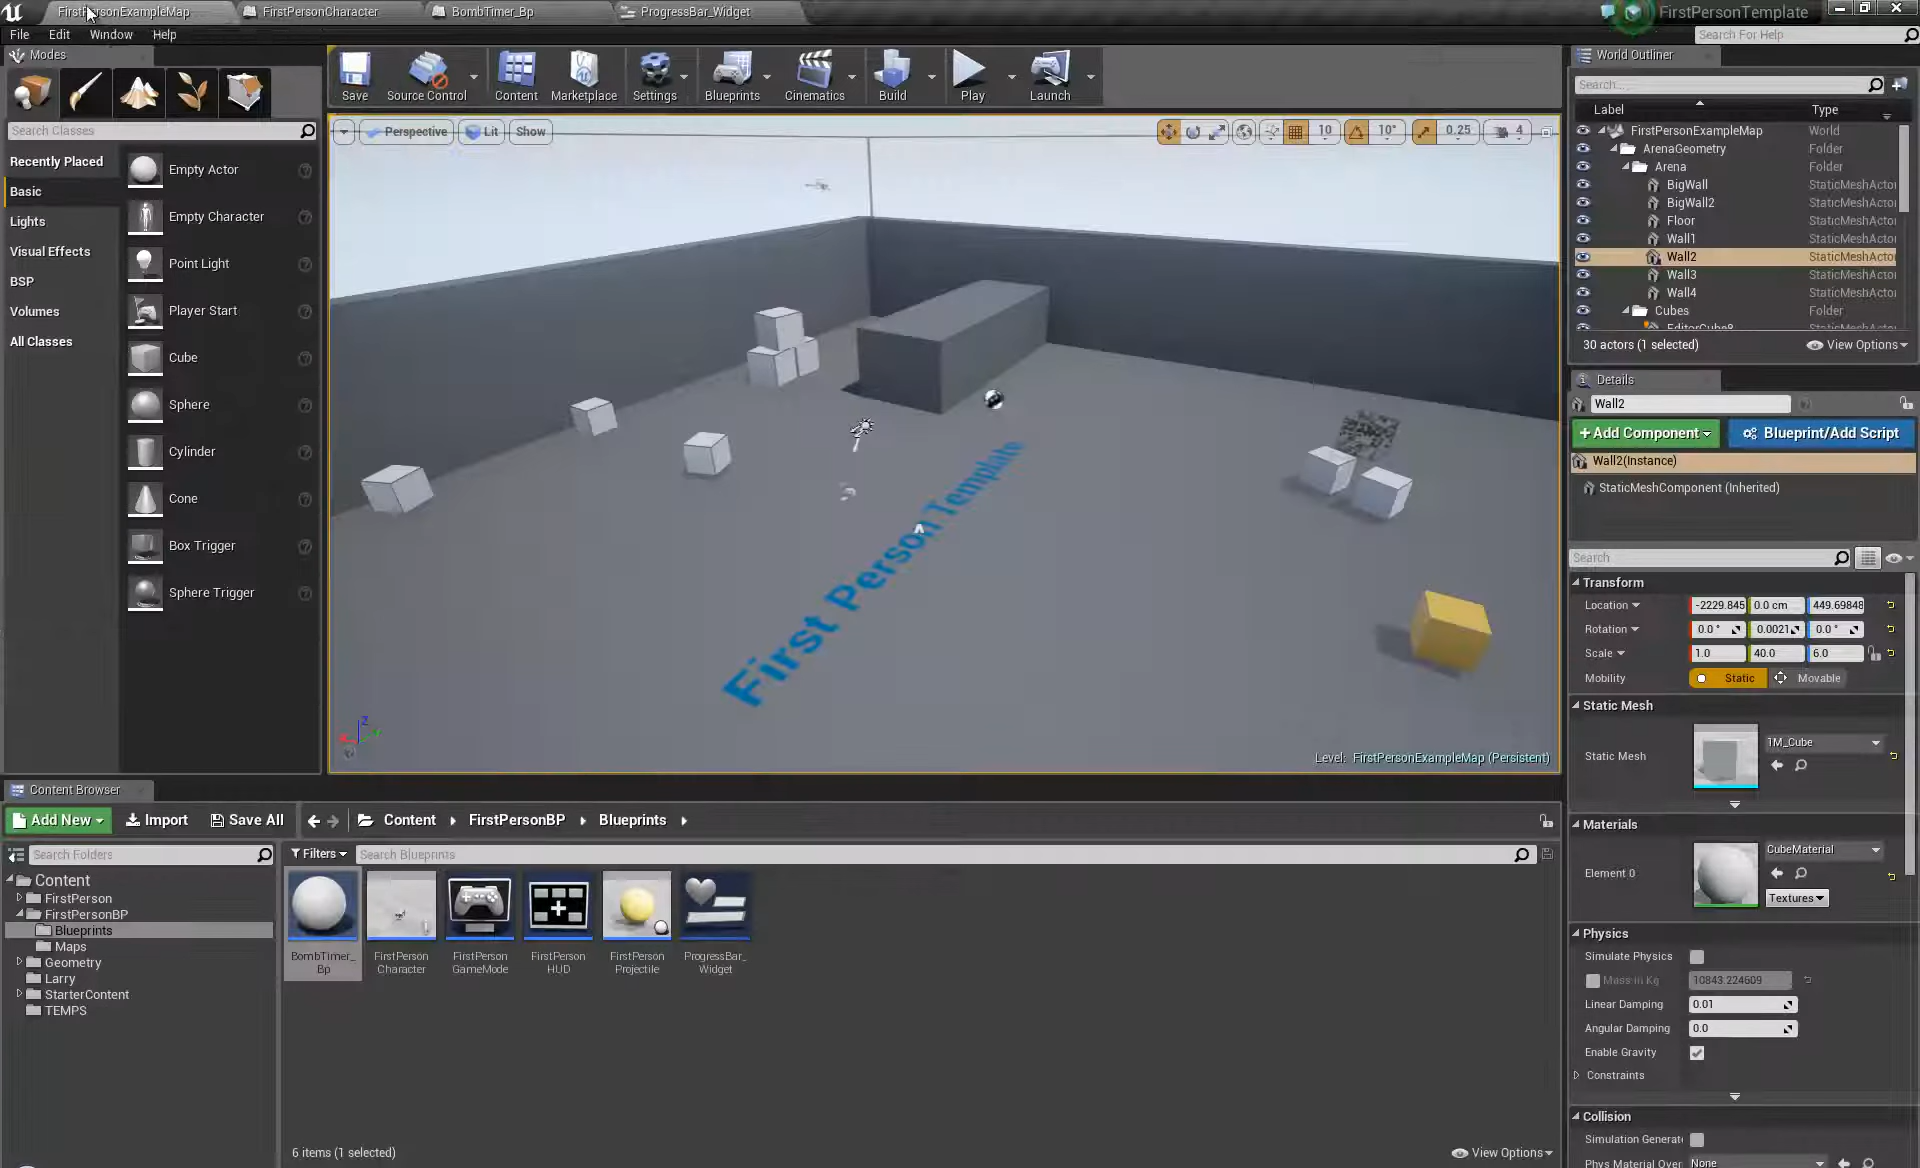 FirstPersonExampleMap
FirstPersonCharacter
BombTimer_Bp
ProgressBar_Widget
FirstPersonTemplate
File
Edit
Window
Help
Search For Help
Modes
Save
Source Control
Content
Marketplace
Settings
Blueprints
Cinematics
Build
Play
Launch
Search Classes
Recently Placed
Basic
Lights
Visual Effects
BSP
Volumes
All Classes
Empty Actor
Empty Character
Point Light
Player Start
Cube
Sphere
Cylinder
Cone
Box Trigger
Sphere Trigger
Perspective
Lit
Show
10
10°
0.25
4
First Person Template
Level: FirstPersonExampleMap (Persistent)
World Outliner
Search...
Label
Type
FirstPersonExampleMap World
ArenaGeometry Folder
Arena Folder
BigWall StaticMeshActor
BigWall2 StaticMeshActor
Floor StaticMeshActor
Wall1 StaticMeshActor
Wall2 StaticMeshActor
Wall3 StaticMeshActor
Wall4 StaticMeshActor
Cubes Folder
30 actors (1 selected)
View Options
Details
Wall2
+Add Component
Blueprint/Add Script
Wall2(Instance)
StaticMeshComponent (Inherited)
Search
Transform
Location -2229.845 0.0 cm 449.69848
Rotation 0.0 ° 0.0021 0.0 °
Scale 1.0 40.0 6.0
Mobility Static Movable
Static Mesh
Static Mesh 1M_Cube
Materials
Element 0 CubeMaterial
Textures
Physics
Simulate Physics
Mass in Kg 10843.224609
Linear Damping 0.01
Angular Damping 0.0
Enable Gravity
Constraints
Collision
Simulation Generat
Phys Material Over None
Content Browser
Add New
Import
Save All
Content
FirstPersonBP
Blueprints
Search Folders
Filters
Search Blueprints
Content
FirstPerson
FirstPersonBP
Blueprints
Maps
Geometry
Larry
StarterContent
TEMPS
BombTimer_
Bp
FirstPerson
Character
FirstPerson
GameMode
FirstPerson
HUD
FirstPerson
Projectile
ProgressBar_
Widget
6 items (1 selected)
View Options